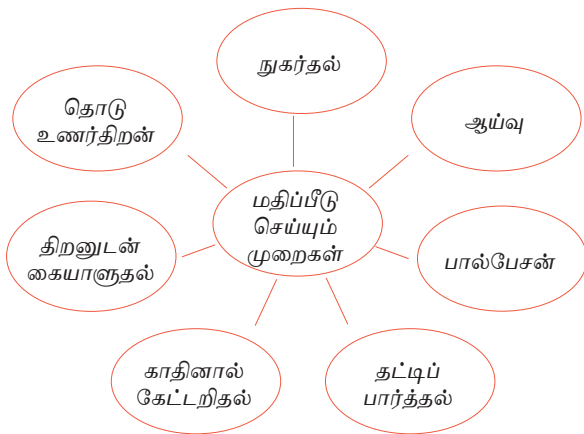 நுகர்தல்
தொடு
உணர்திறன்
ஆய்வு
மதிப்பீடு
செய்யும்
முறைகள்
திறனுடன்
கையாளுதல்
பால்பேசன்
காதினால்
கேட்டறிதல்
தட்டிப்
பார்த்தல்